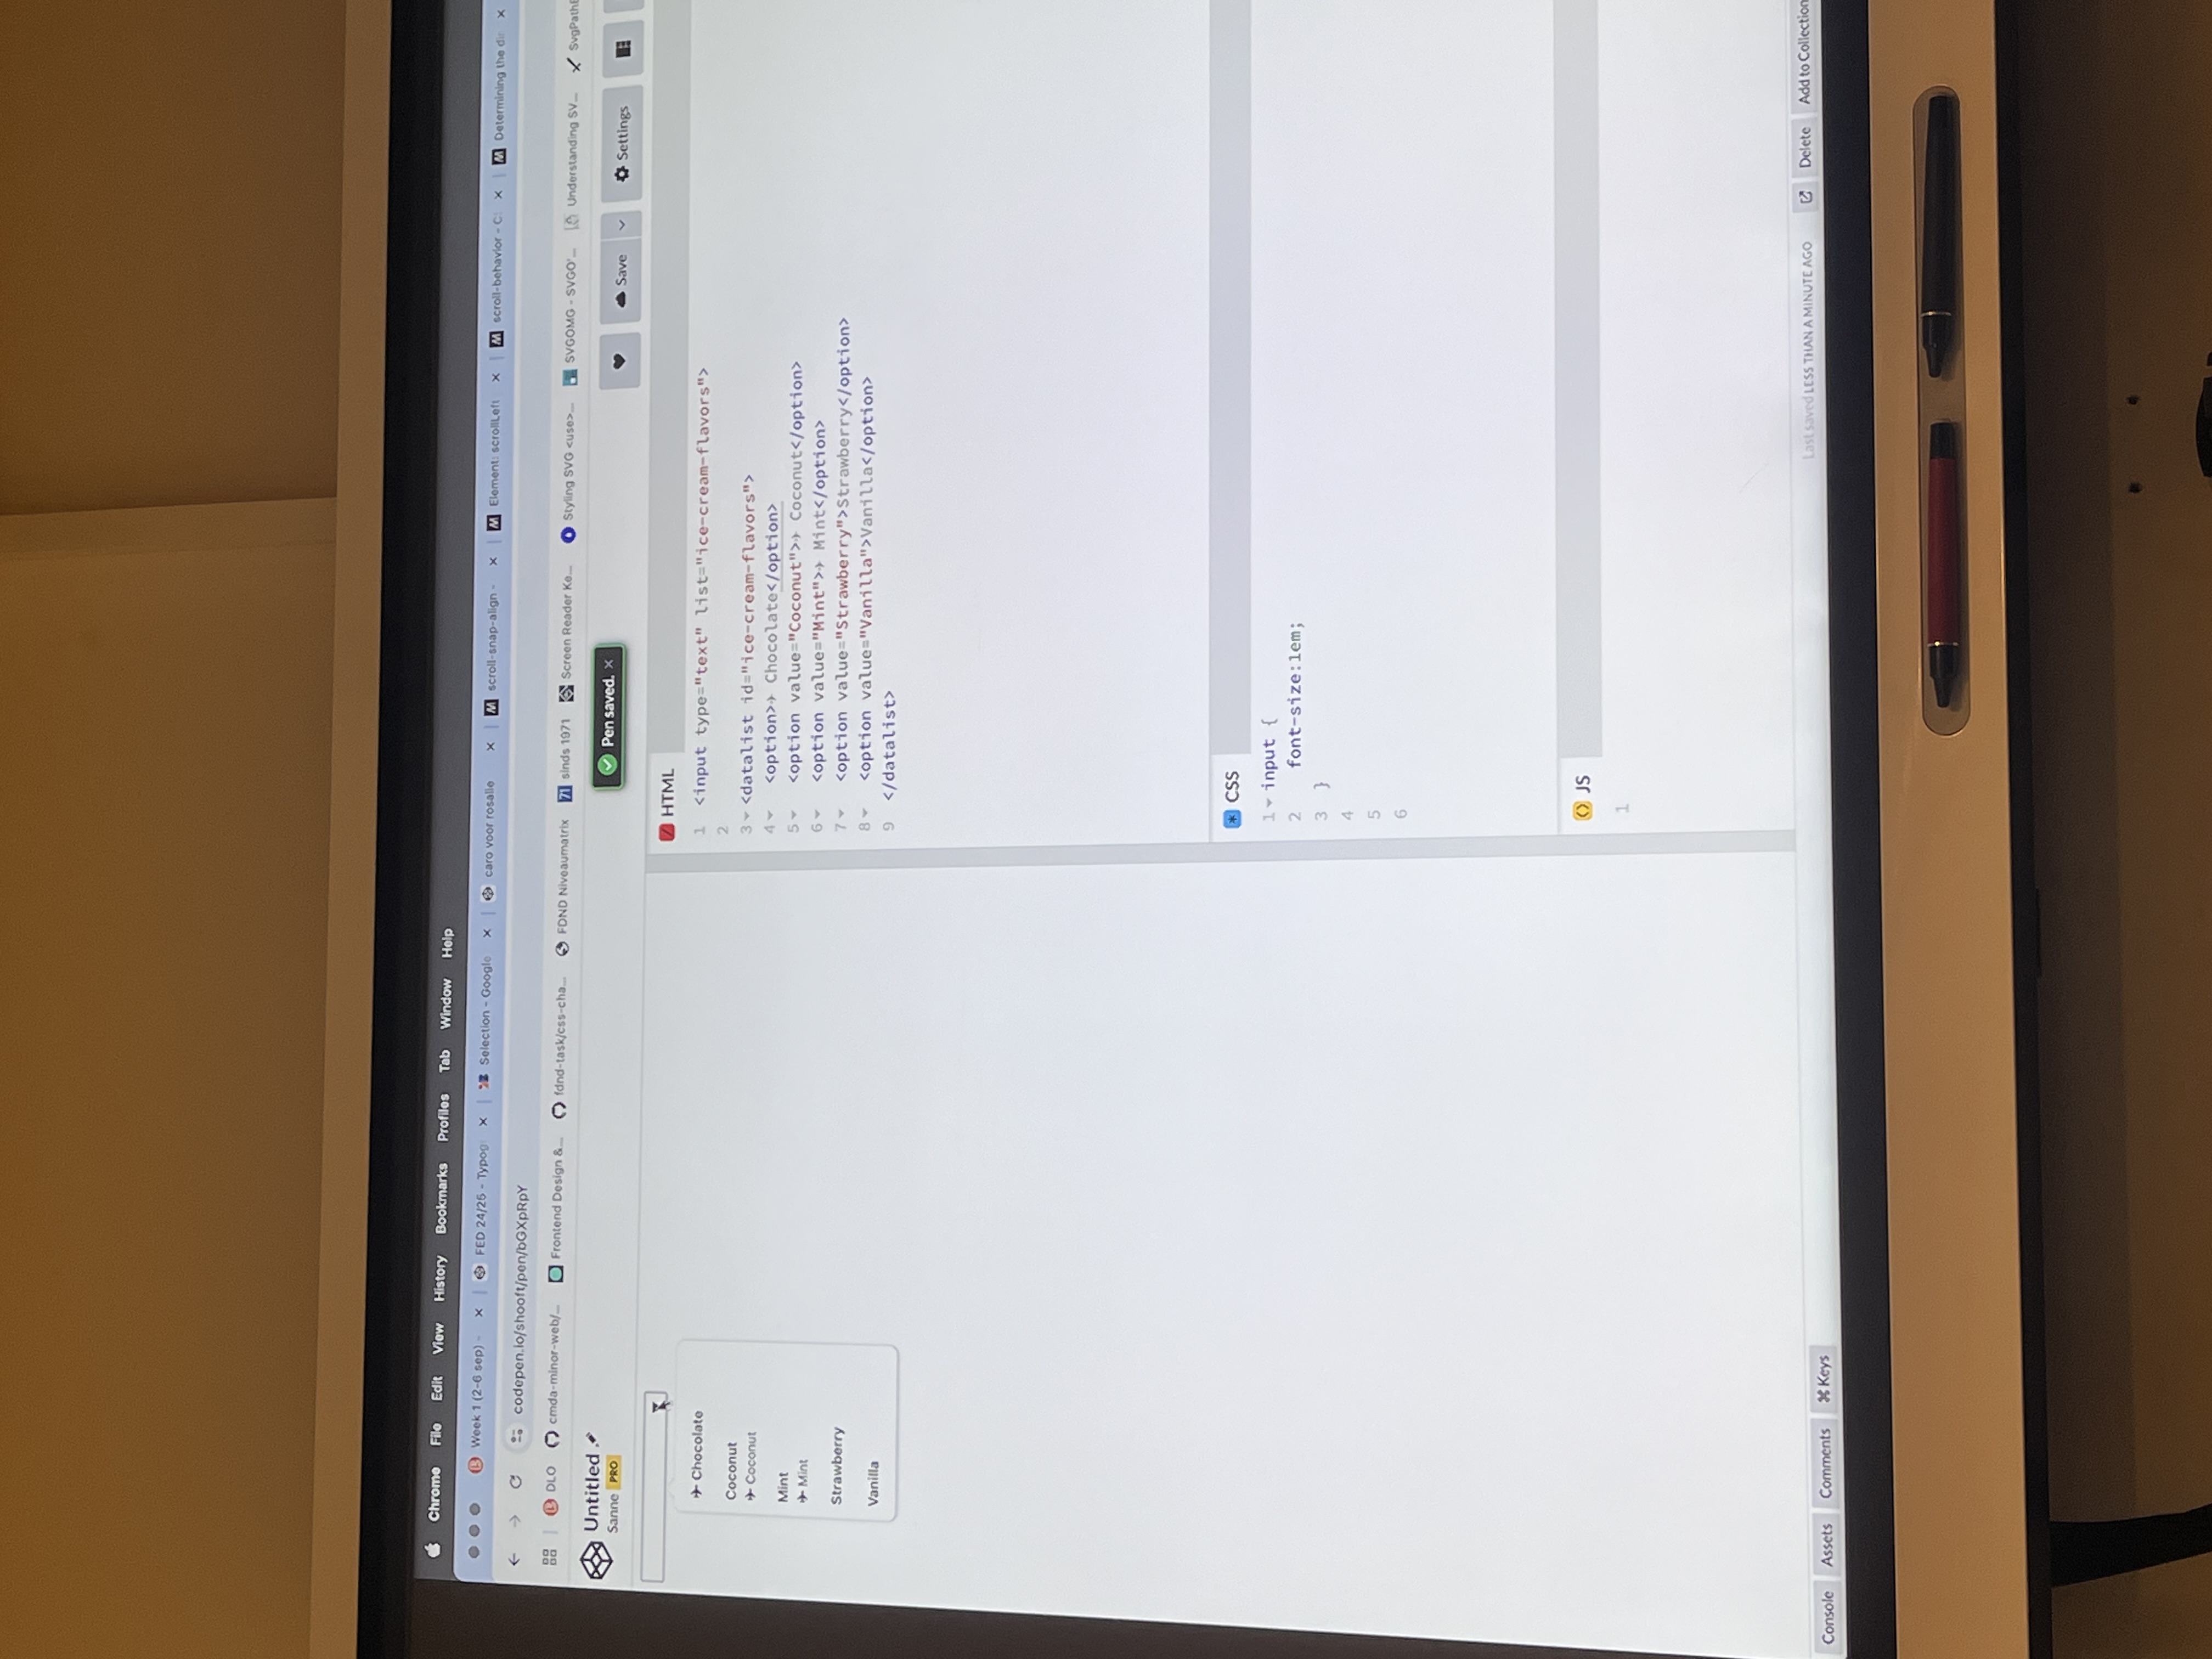 Chrome File Edit View History Bookmarks Profiles Tab Window Help
Week 1 (2-6 sep) - × FED 24/25 - Typog × Selection - Google × caro voor rosalie × scroll-snap-align - × Element: scrollLeft × scroll-behavior - C × Determining the di ×
codepen.io/shooft/pen/bGXpRpY
DLO cmda-minor-web/... Frontend Design &... fdnd-task/css-cha... FDND Niveaumatrix 71 sinds 1971 Screen Reader Ke... Styling SVG <use>... SVGOMG - SVGO'... Understanding SV... SvgPath
Untitled
Sanne PRO
Pen saved. ×
Save
Settings
✈ Chocolate
Coconut
✈ Coconut
Mint
✈ Mint
Strawberry
Vanilla
HTML
1 <input type="text" list="ice-cream-flavors">
2
3 <datalist id="ice-cream-flavors">
4 <option>✈ Chocolate</option>
5 <option value="Coconut">✈ Coconut</option>
6 <option value="Mint">✈ Mint</option>
7 <option value="Strawberry">Strawberry</option>
8 <option value="Vanilla">Vanilla</option>
9 </datalist>
CSS
1 input {
2 font-size:1em;
3 }
4
5
6
JS
1
Console Assets Comments ⌘ Keys
Last saved LESS THAN A MINUTE AGO Delete Add to Collection